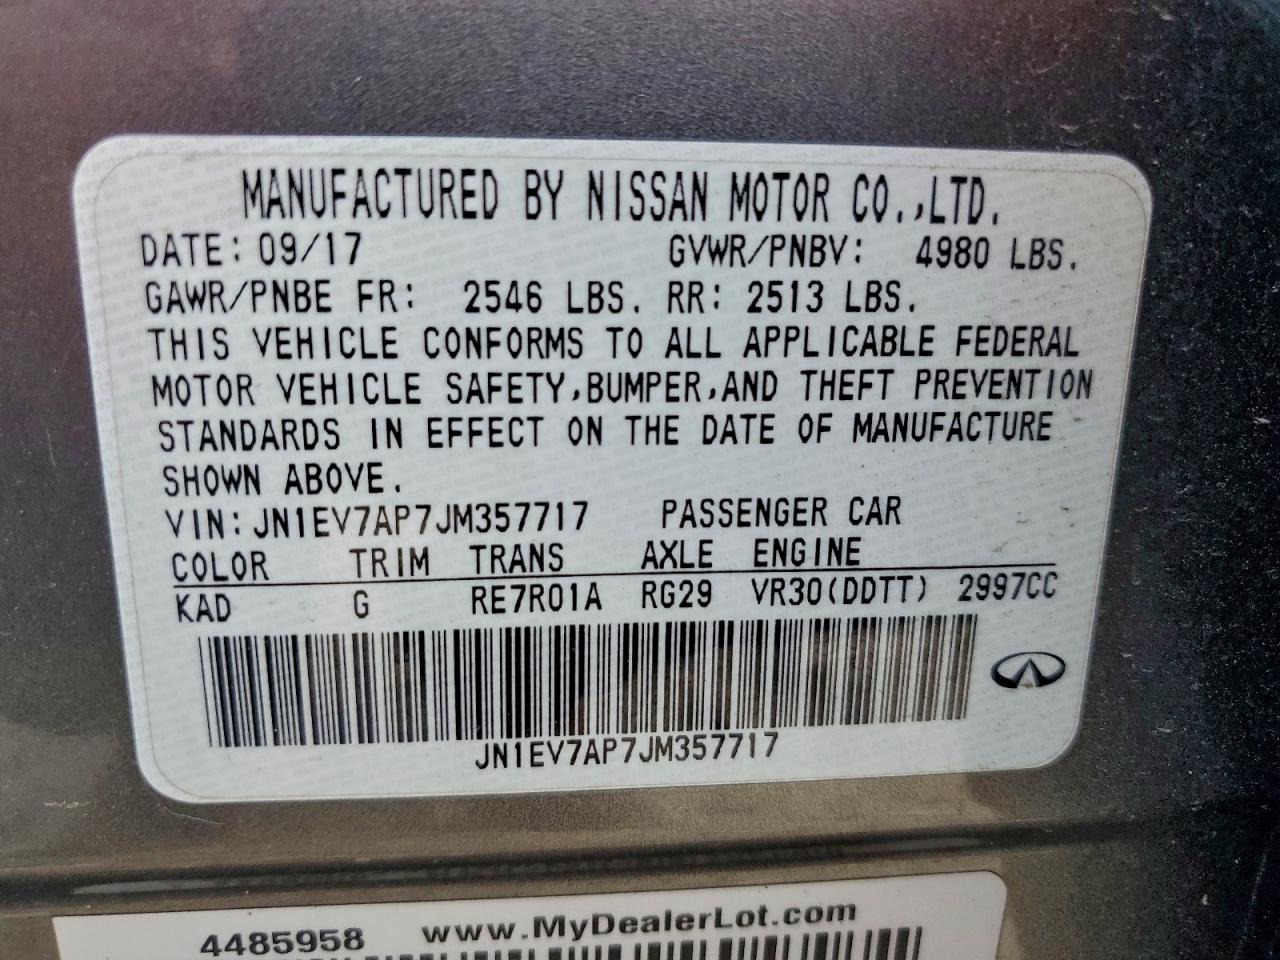 MANUFACTURED BY NISSAN MOTOR CO.,LTD.
DATE: 09/17 GVWR/PNBV: 4980 LBS.
GAWR/PNBE FR: 2546 LBS. RR: 2513 LBS.
THIS VEHICLE CONFORMS TO ALL APPLICABLE FEDERAL
MOTOR VEHICLE SAFETY,BUMPER,AND THEFT PREVENTION
STANDARDS IN EFFECT ON THE DATE OF MANUFACTURE
SHOWN ABOVE.
VIN: JN1EV7AP7JM357717 PASSENGER CAR
COLOR TRIM TRANS AXLE ENGINE
KAD G RE7R01A RG29 VR30(DDTT) 2997CC
JN1EV7AP7JM357717
4485958 www.MyDealerLot.com